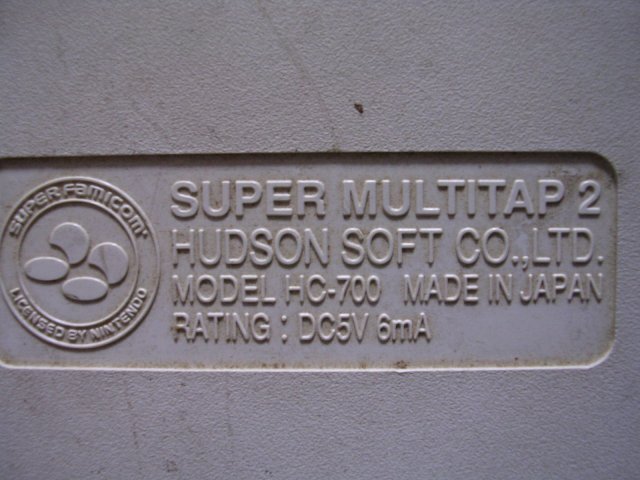 SUPER FAMICOM
LICENSED BY NINTENDO
SUPER MULTITAP 2
HUDSON SOFT CO.,LTD.
MODEL HC-700 MADE IN JAPAN
RATING : DC5V 6mA